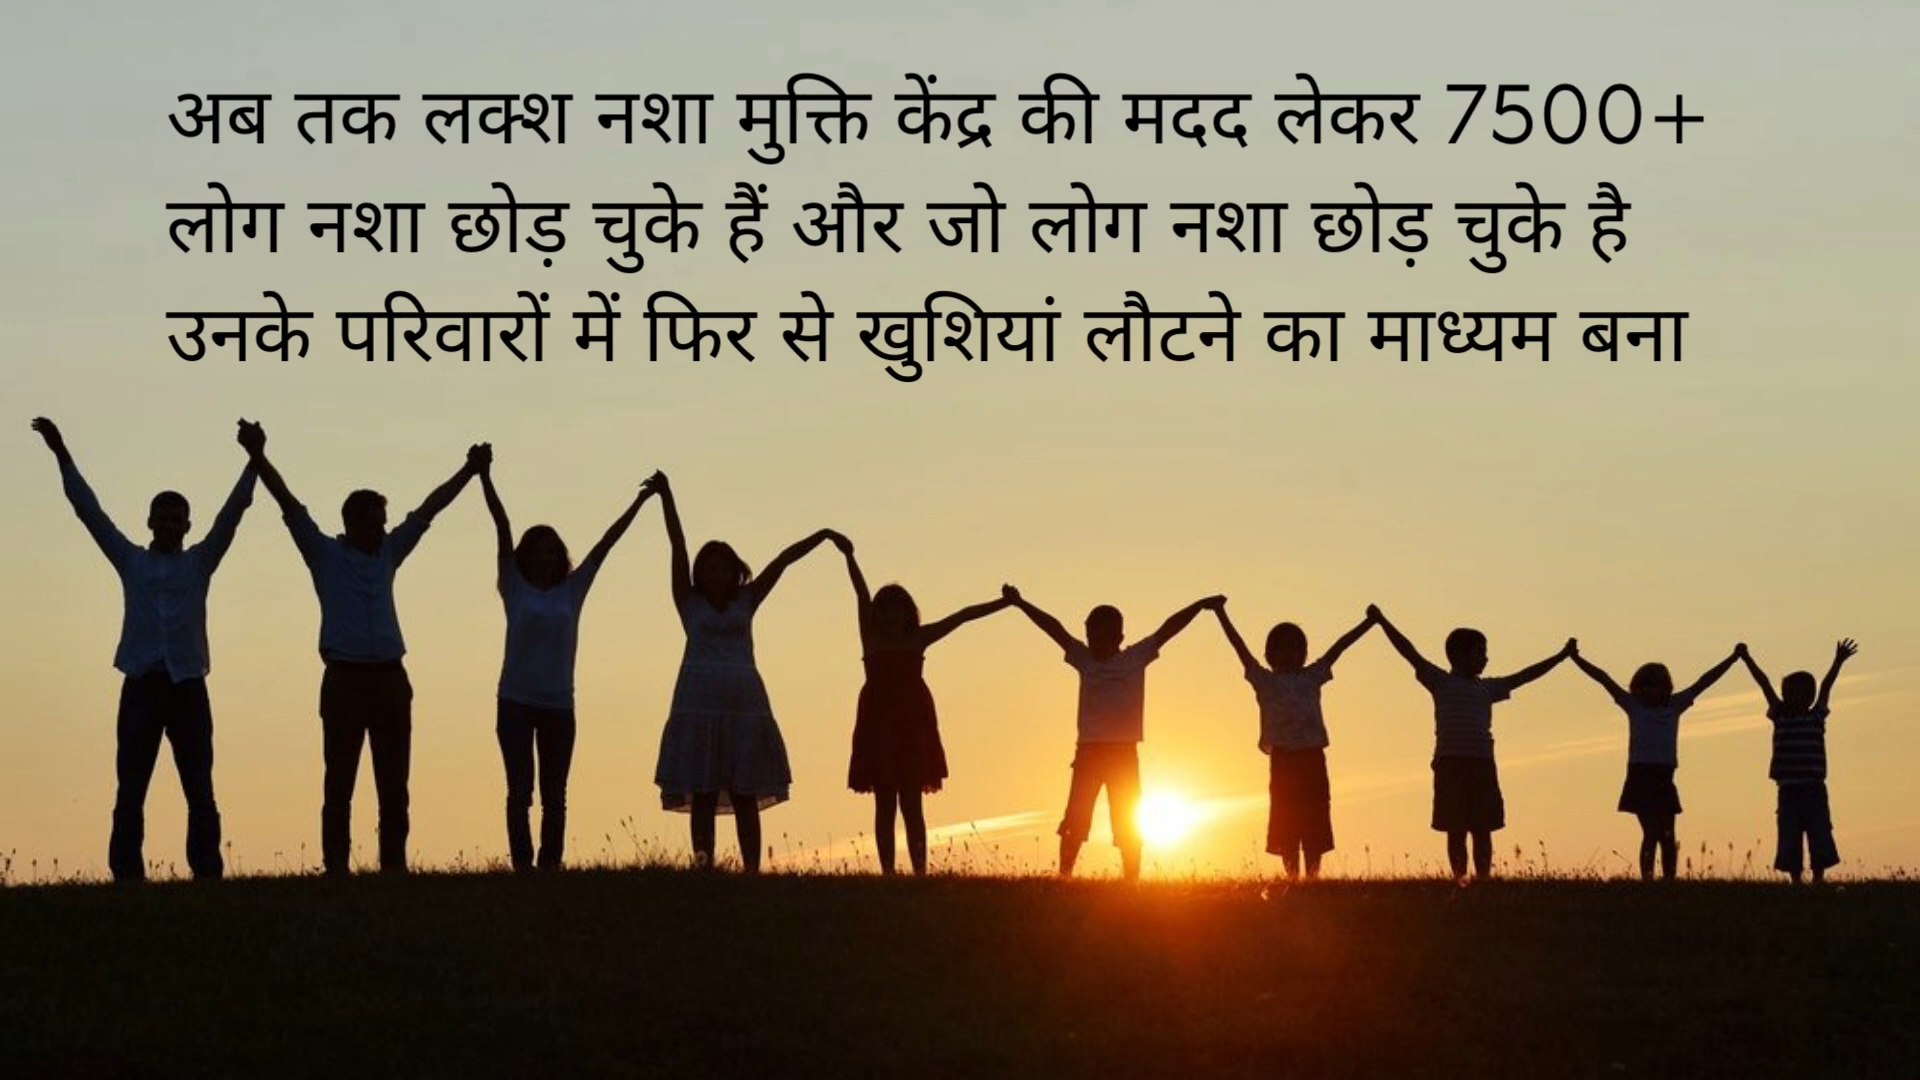 अब तक लक्श नशा मुक्ति केंद्र की मदद लेकर 7500+
लोग नशा छोड़ चुके हैं और जो लोग नशा छोड़ चुके है
उनके परिवारों में फिर से खुशियां लौटने का माध्यम बना